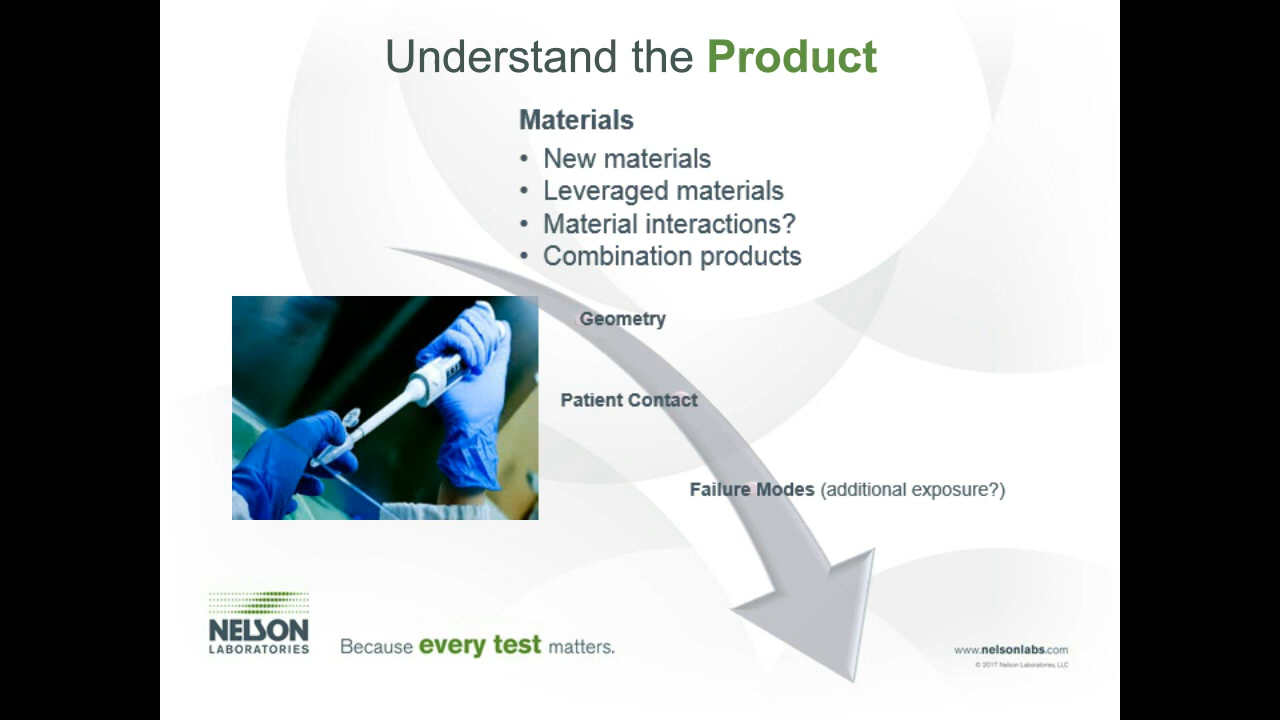 Understand the Product
Materials
• New materials
• Leveraged materials
• Material interactions?
• Combination products
Geometry
Patient Contact
Failure Modes (additional exposure?)
NELSON
LABORATORIES
Because every test matters.
www.nelsonlabs.com
© 2017 Nelson Laboratories, LLC